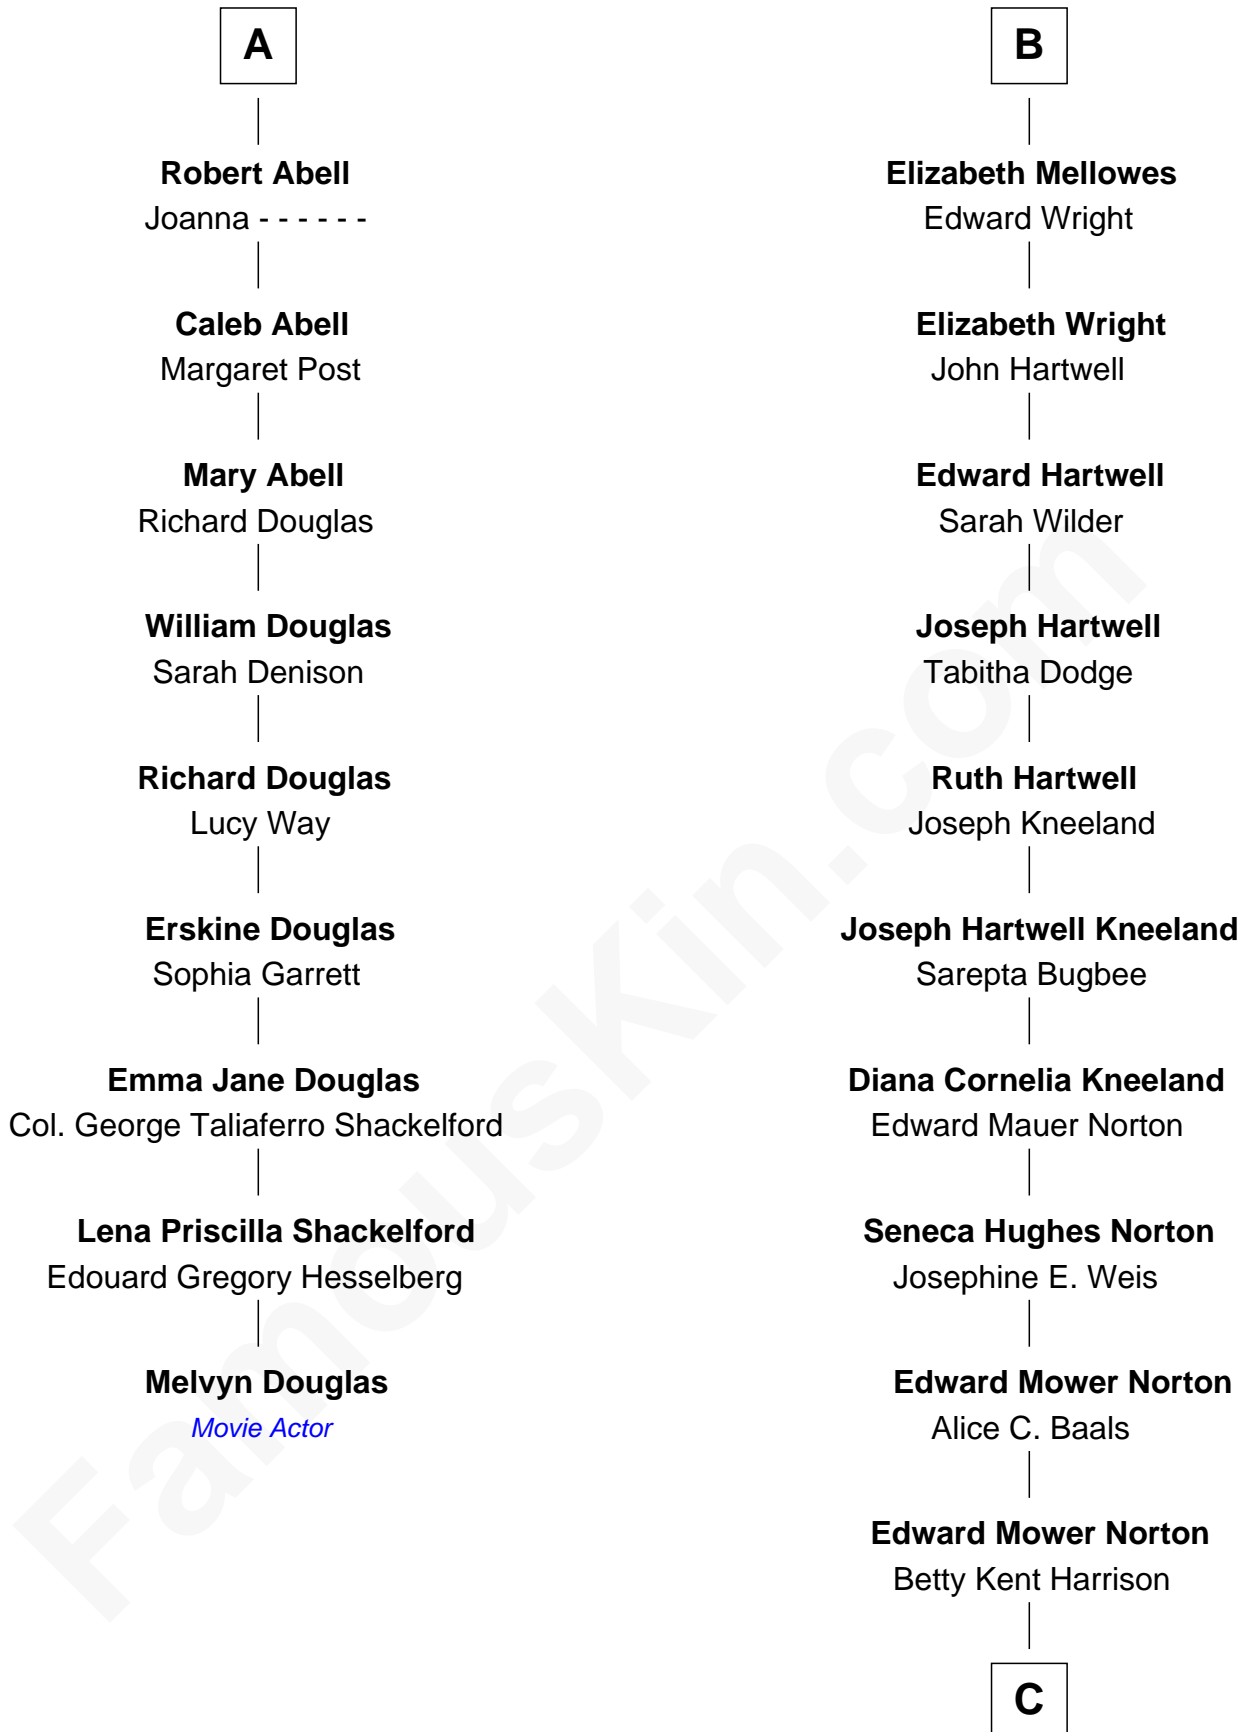 A
Robert Abell
Joanna - - - - - -
Caleb Abell
Margaret Post
Mary Abell
Richard Douglas
William Douglas
Sarah Denison
Richard Douglas
Lucy Way
Erskine Douglas
Sophia Garrett
Emma Jane Douglas
Col. George Taliaferro Shackelford
Lena Priscilla Shackelford
Edouard Gregory Hesselberg
Melvyn Douglas
Movie Actor
B
Elizabeth Mellowes
Edward Wright
Elizabeth Wright
John Hartwell
Edward Hartwell
Sarah Wilder
Joseph Hartwell
Tabitha Dodge
Ruth Hartwell
Joseph Kneeland
Joseph Hartwell Kneeland
Sarepta Bugbee
Diana Cornelia Kneeland
Edward Mauer Norton
Seneca Hughes Norton
Josephine E. Weis
Edward Mower Norton
Alice C. Baals
Edward Mower Norton
Betty Kent Harrison
C
FamousKin.com